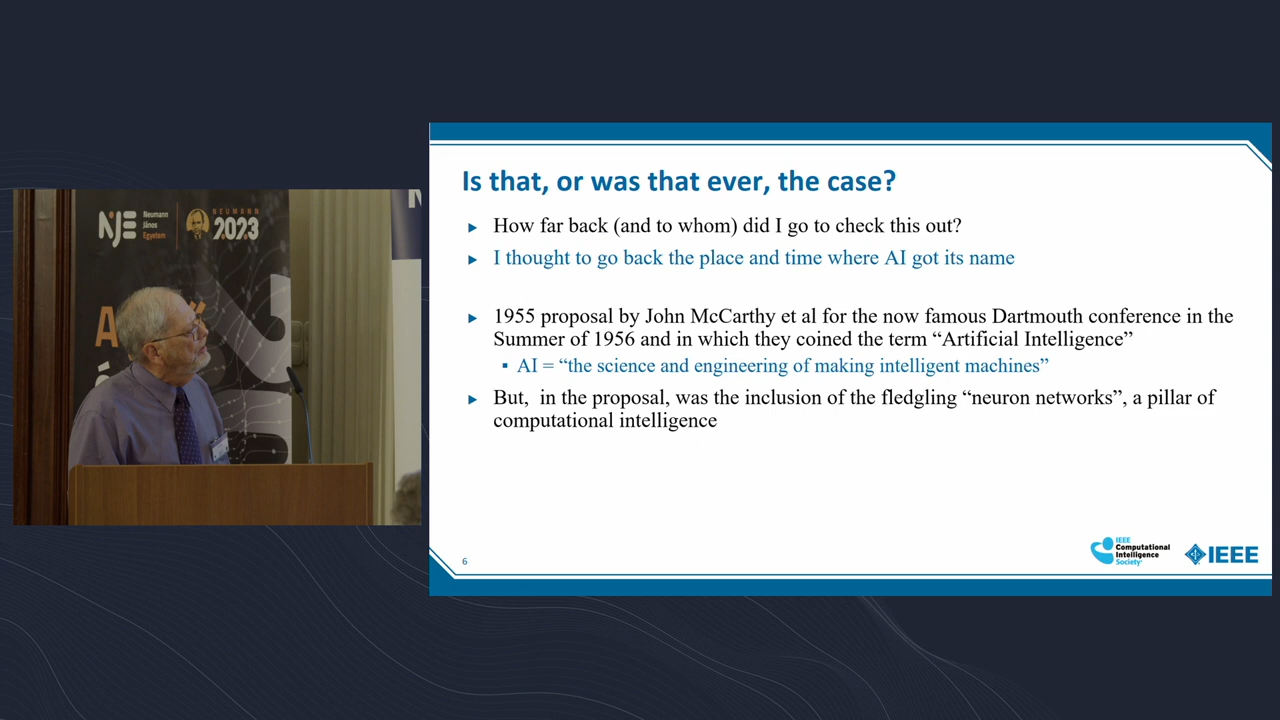 NJE
Neumann
János
Egyetem
NEUMANN
2023
A
N
Is that, or was that ever, the case?
How far back (and to whom) did I go to check this out?
I thought to go back the place and time where AI got its name
1955 proposal by John McCarthy et al for the now famous Dartmouth conference in the
Summer of 1956 and in which they coined the term “Artificial Intelligence”
AI = “the science and engineering of making intelligent machines”
But, in the proposal, was the inclusion of the fledgling “neuron networks”, a pillar of
computational intelligence
6
IEEE
Computational
Intelligence
Society
IEEE